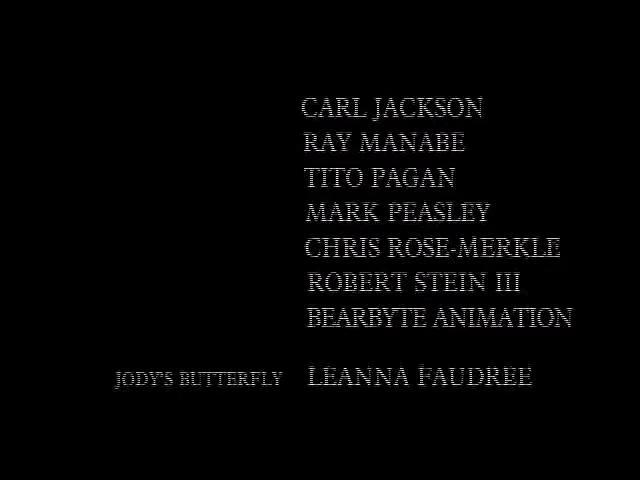 CARL JACKSON
RAY MANABE
TITO PAGAN
MARK PEASLEY
CHRIS ROSE-MERKLE
ROBERT STEIN III
BEARBYTE ANIMATION
JODY'S BUTTERFLY LEANNA FAUDREE